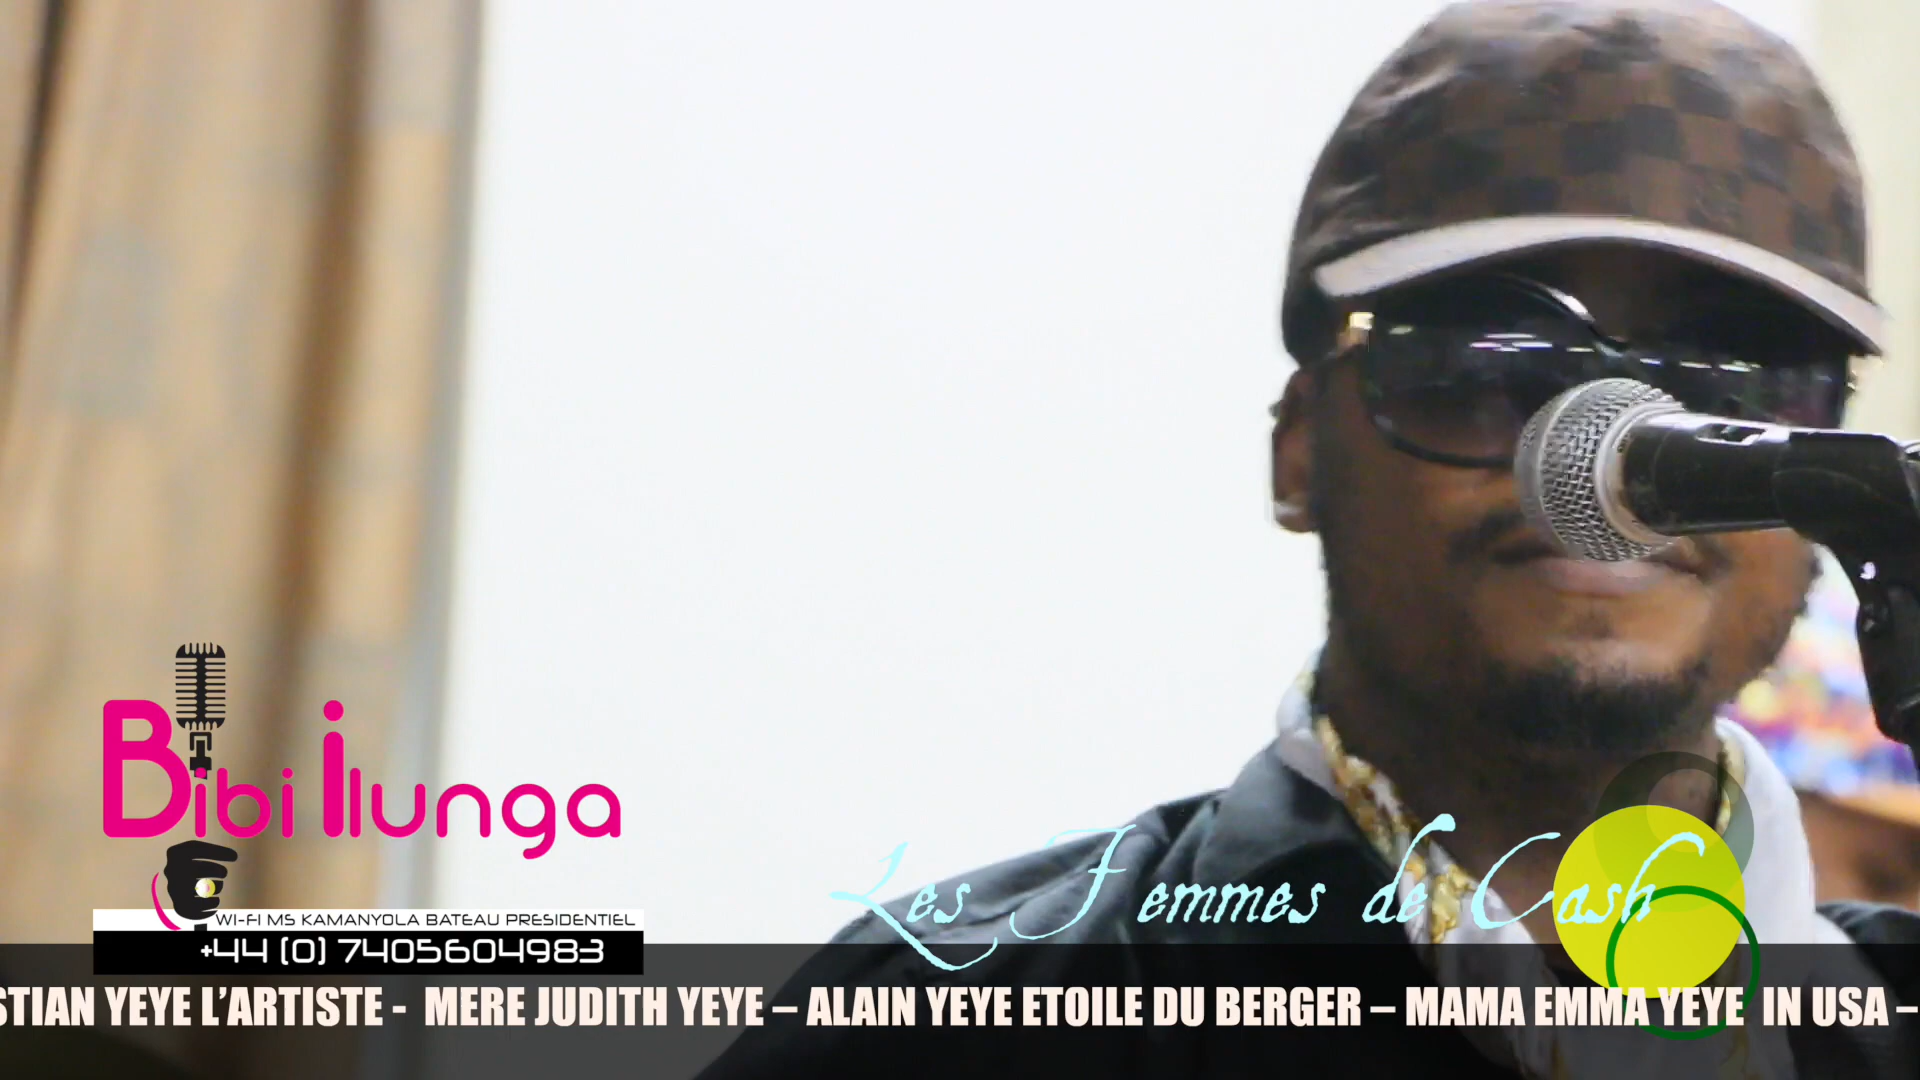 Bibi Ilunga
WI-FI MS KAMANYOLA BATEAU PRESIDENTIEL
+44 (0) 7405604983
Les Femmes de Cash
STIAN YEYE L'ARTISTE - MERE JUDITH YEYE – ALAIN YEYE ETOILE DU BERGER – MAMA EMMA YEYE IN USA –